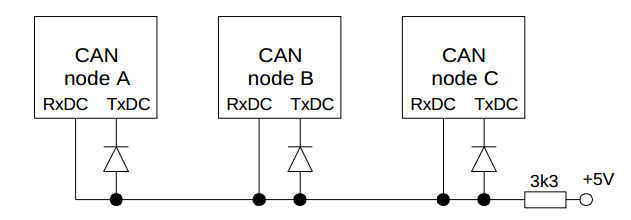 CAN
node A
RxDC TxDC
CAN
node B
RxDC TxDC
CAN
node C
RxDC TxDC
3k3
+5V